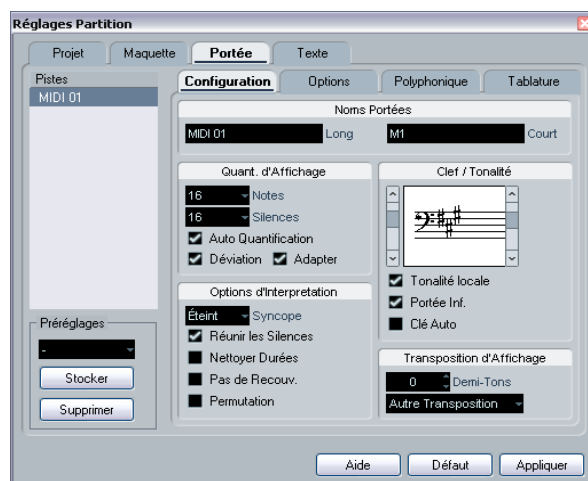 Réglages Partition
Projet Maquette Portée Texte
Pistes
MIDI 01
Configuration Options Polyphonique Tablature
Noms Portées
MIDI 01 Long M1 Court
Quant. d'Affichage
16 Notes
16 Silences
Auto Quantification
Déviation Adapter
Clef / Tonalité
Tonalité locale
Portée Inf.
Clé Auto
Options d'Interpretation
Éteint Syncope
Réunir les Silences
Nettoyer Durées
Pas de Recouv.
Permutation
Transposition d'Affichage
0 Demi-Tons
Autre Transposition
Préréglages
-
Stocker
Supprimer
Aide Défaut Appliquer